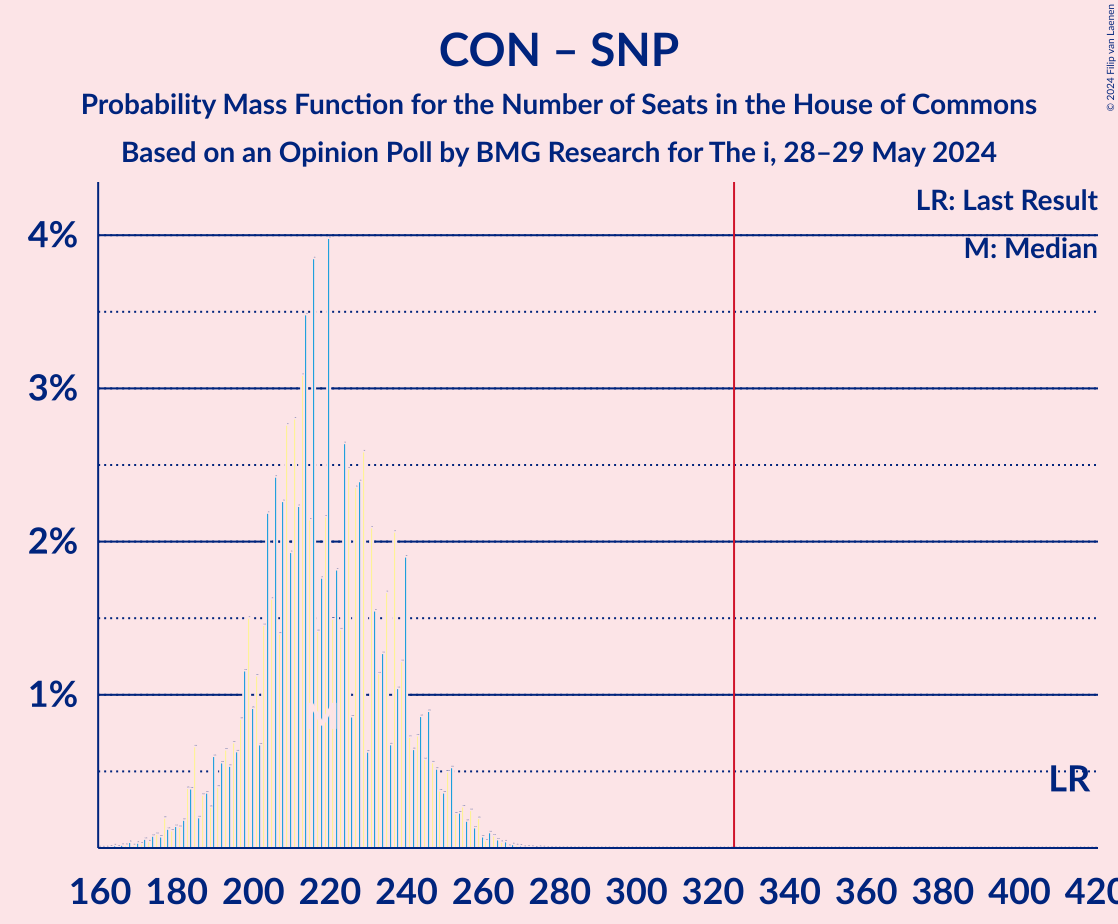 CON – SNP
Probability Mass Function for the Number of Seats in the House of Commons
Based on an Opinion Poll by BMG Research for The i, 28–29 May 2024
© 2024 Filip van Laenen
LR: Last Result
M: Median
4%
3%
2%
1%
LR
160 180 200 220 240 260 280 300 320 340 360 380 400 420